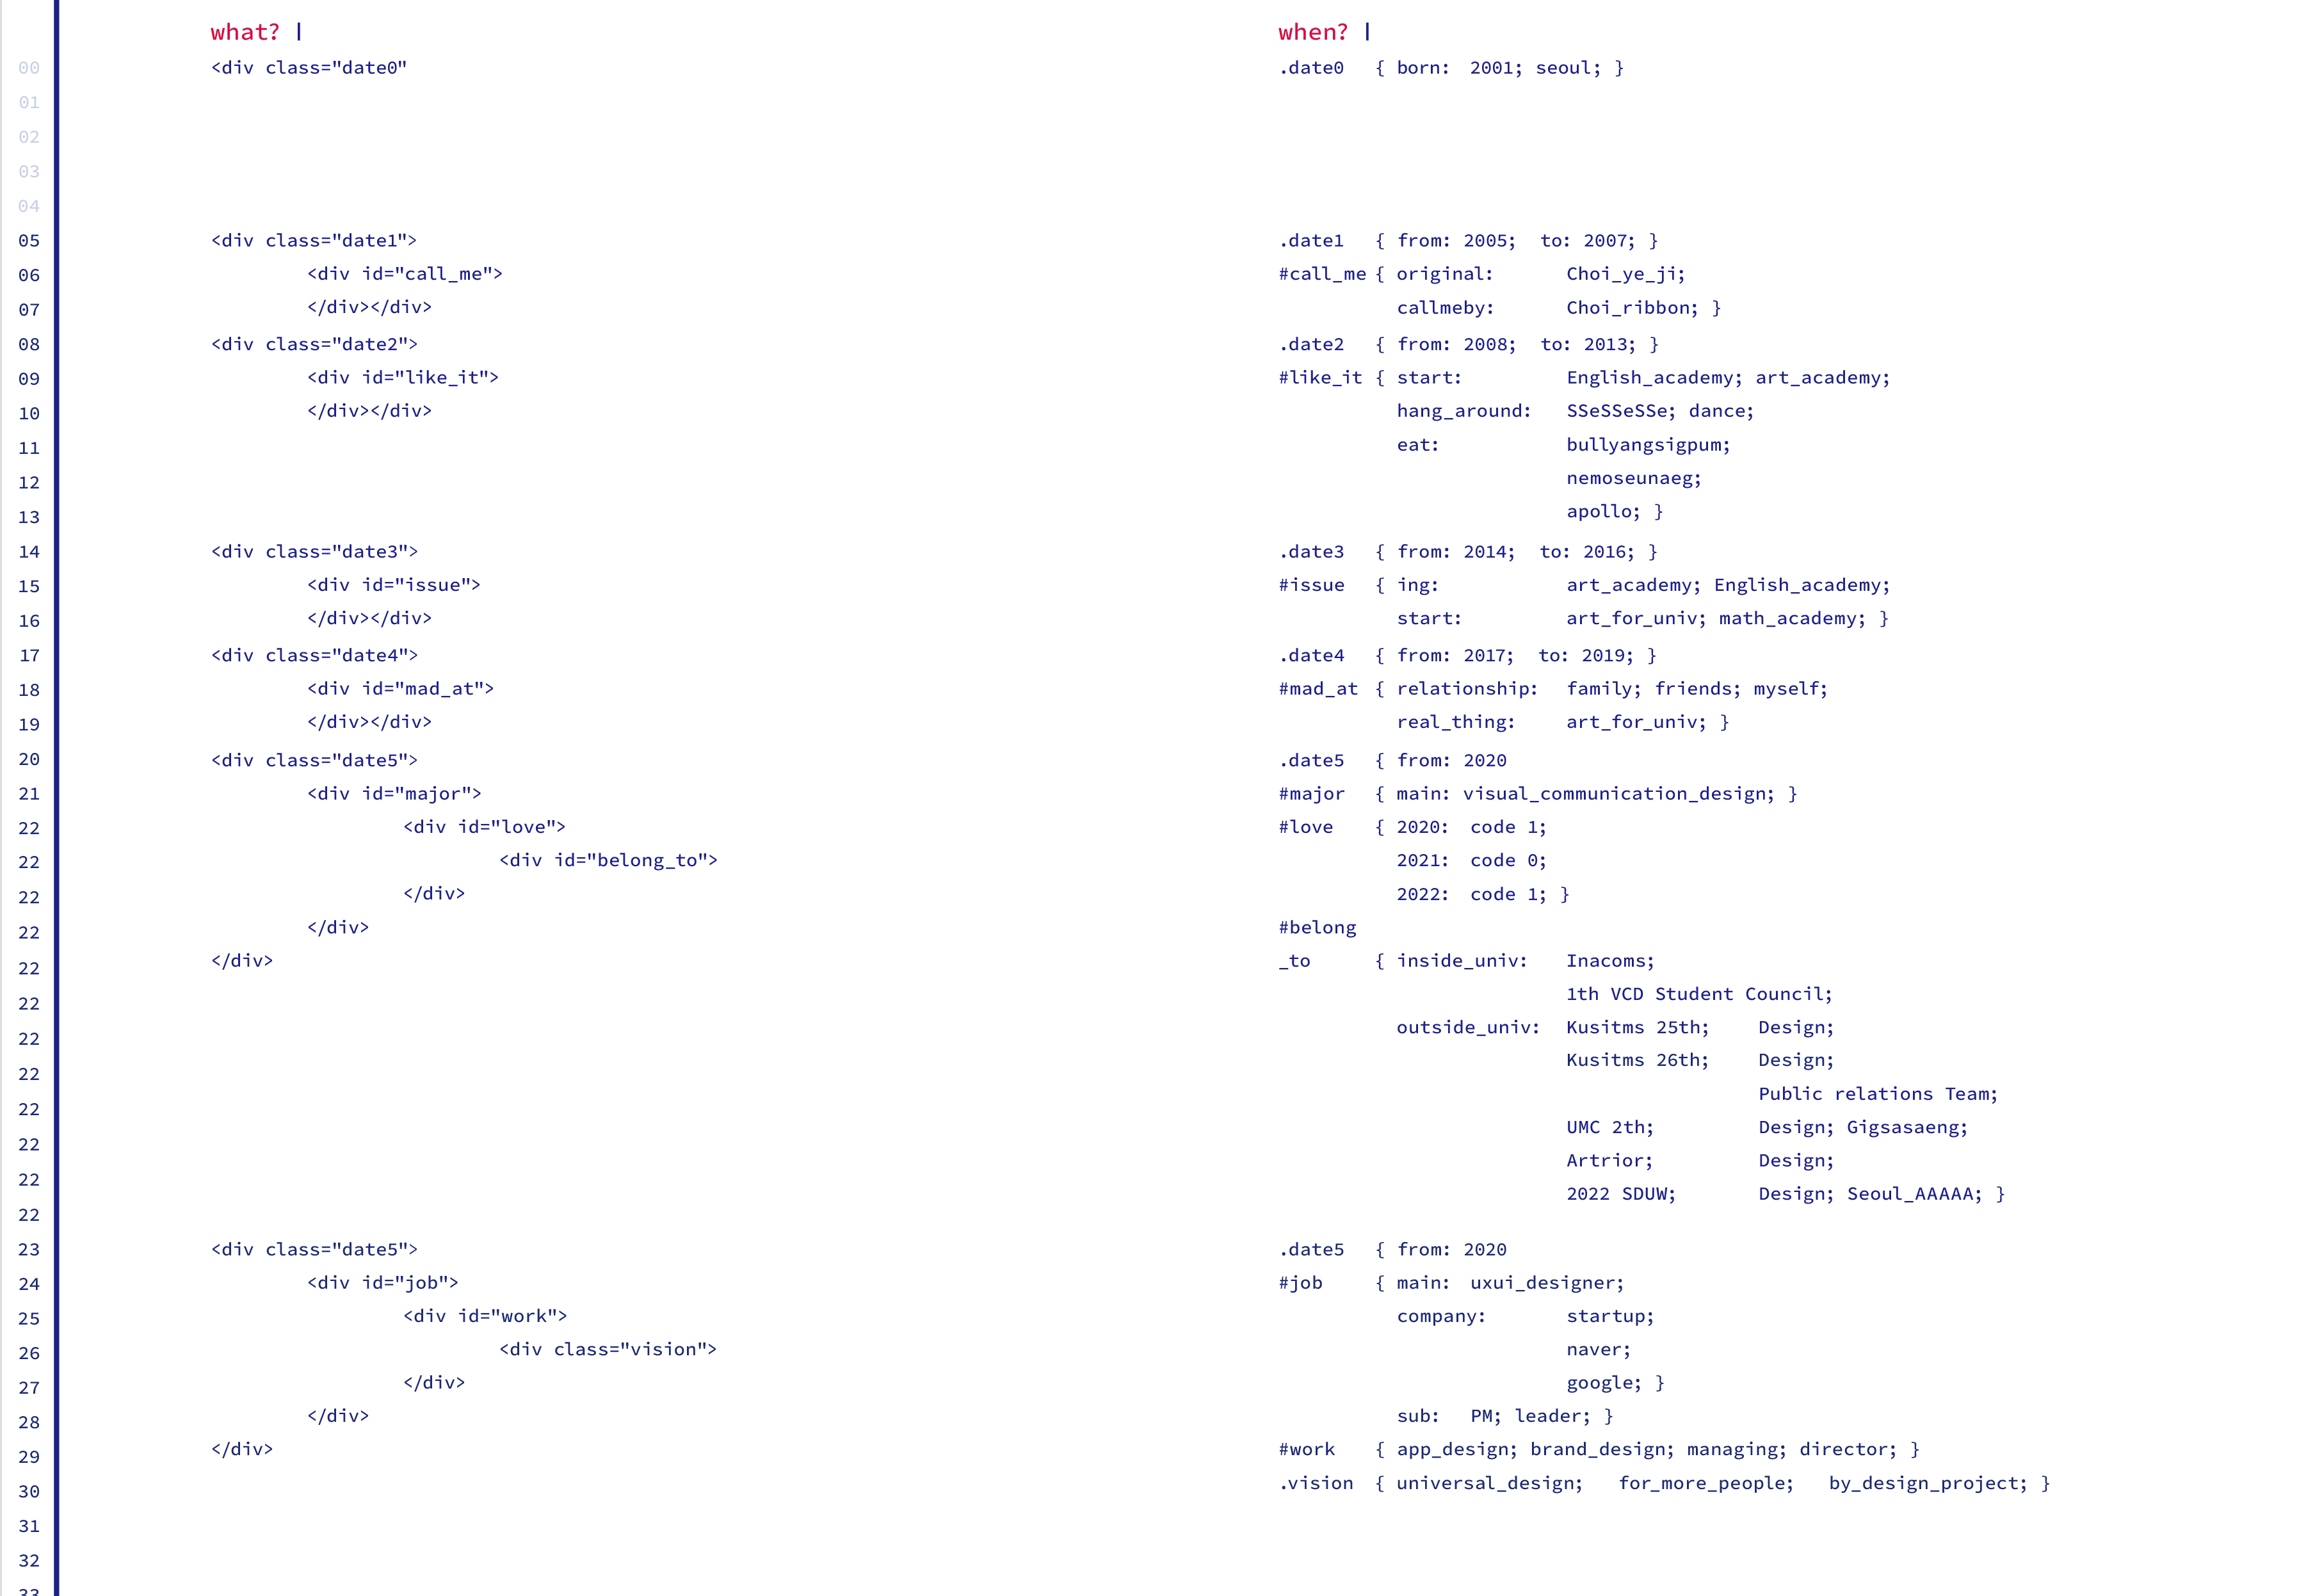 what? | when? |
00 <div class="date0" .date0 { born: 2001; seoul; }
01
02
03
04
05 <div class="date1"> .date1 { from: 2005; to: 2007; }
06 <div id="call_me"> #call_me { original: Choi_ye_ji;
07 </div></div> callmeby: Choi_ribbon; }
08 <div class="date2"> .date2 { from: 2008; to: 2013; }
09 <div id="like_it"> #like_it { start: English_academy; art_academy;
10 </div></div> hang_around: SSeSSeSSe; dance;
11 eat: bullyangsigpum;
12 nemoseunaeg;
13 apollo; }
14 <div class="date3"> .date3 { from: 2014; to: 2016; }
15 <div id="issue"> #issue { ing: art_academy; English_academy;
16 </div></div> start: art_for_univ; math_academy; }
17 <div class="date4"> .date4 { from: 2017; to: 2019; }
18 <div id="mad_at"> #mad_at { relationship: family; friends; myself;
19 </div></div> real_thing: art_for_univ; }
20 <div class="date5"> .date5 { from: 2020
21 <div id="major"> #major { main: visual_communication_design; }
22 <div id="love"> #love { 2020: code 1;
22 <div id="belong_to"> 2021: code 0;
22 </div> 2022: code 1; }
22 </div> #belong
22 </div> _to { inside_univ: Inacoms;
22 1th VCD Student Council;
22 outside_univ: Kusitms 25th; Design;
22 Kusitms 26th; Design;
22 Public relations Team;
22 UMC 2th; Design; Gigsasaeng;
22 Artrior; Design;
22 2022 SDUW; Design; Seoul_AAAAA; }
23 <div class="date5"> .date5 { from: 2020
24 <div id="job"> #job { main: uxui_designer;
25 <div id="work"> company: startup;
26 <div class="vision"> naver;
27 </div> google; }
28 </div> sub: PM; leader; }
29 </div> #work { app_design; brand_design; managing; director; }
30 .vision { universal_design; for_more_people; by_design_project; }
31
32
33